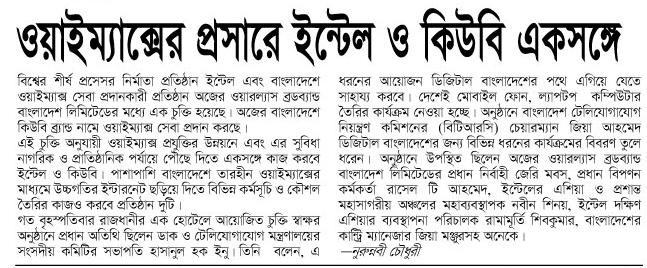 ওয়াইম্যাক্সের প্রসারে ইন্টেল ও কিউবি একসঙ্গে
বিশ্বের শীর্ষ প্রসেসর নির্মাতা প্রতিষ্ঠান ইন্টেল এবং বাংলাদেশে
ওয়াইম্যাক্স সেবা প্রদানকারী প্রতিষ্ঠান অজের ওয়ারল্যাস ব্রডব্যান্ড
বাংলাদেশ লিমিটেডের মধ্যে এক চুক্তি হয়েছে। অজের বাংলাদেশে
কিউবি ব্র্যান্ড নামে ওয়াইম্যাক্স সেবা প্রদান করছে।
এই চুক্তি অনুযায়ী ওয়াইম্যাক্স প্রযুক্তির উন্নয়নে এবং এর সুবিধা
নাগরিক ও প্রাতিষ্ঠানিক পর্যায়ে পৌছে দিতে একসঙ্গে কাজ করবে
ইন্টেল ও কিউবি। পাশাপাশি বাংলাদেশে তারহীন ওয়াইম্যাক্সের
মাধ্যমে উচ্চগতির ইন্টারনেট ছড়িয়ে দিতে বিভিন্ন কর্মসূচি ও কৌশল
তৈরির কাজও করবে প্রতিষ্ঠান দুটি।
গত বৃহস্পতিবার রাজধানীর এক হোটেলে আয়োজিত চুক্তি স্বাক্ষর
অনুষ্ঠানে প্রধান অতিথি ছিলেন ডাক ও টেলিযোগাযোগ মন্ত্রণালয়ের
সংসদীয় কমিটির সভাপতি হাসানুল হক ইনু। তিনি বলেন, এ
ধরনের আয়োজন ডিজিটাল বাংলাদেশের পথে এগিয়ে যেতে
সাহায্য করবে। দেশেই মোবাইল ফোন, ল্যাপটপ কম্পিউটার
তৈরির কার্যক্রম নেওয়া হচ্ছে। অনুষ্ঠানে বাংলাদেশ টেলিযোগাযোগ
নিয়ন্ত্রণ কমিশনের (বিটিআরসি) চেয়ারম্যান জিয়া আহমেদ
ডিজিটাল বাংলাদেশের জন্য বিভিন্ন ধরনের কার্যক্রমের বিবরণ তুলে
ধরেন। অনুষ্ঠানে উপস্থিত ছিলেন অজের ওয়ারলেস ব্রডব্যান্ড
বাংলাদেশ লিমিটেডের প্রধান নির্বাহী জেরি মবস, প্রধান বিপণন
কর্মকর্তা রাসেল টি আহমেদ, ইন্টেলের এশিয়া ও প্রশান্ত
মহাসাগরীয় অঞ্চলের মহাব্যবস্থাপক নবীন শিনয়, ইন্টেল দক্ষিণ
এশিয়ার ব্যবস্থাপনা পরিচালক রামামূর্তি শিবকুমার, বাংলাদেশের
কান্ট্রি ম্যানেজার জিয়া মঞ্জুরসহ অনেকে।
—নুরুন্নবী চৌধুরী